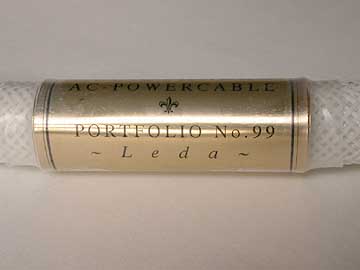 AC-POWERCABLE
PORTFOLIO No.99
~ Leda ~